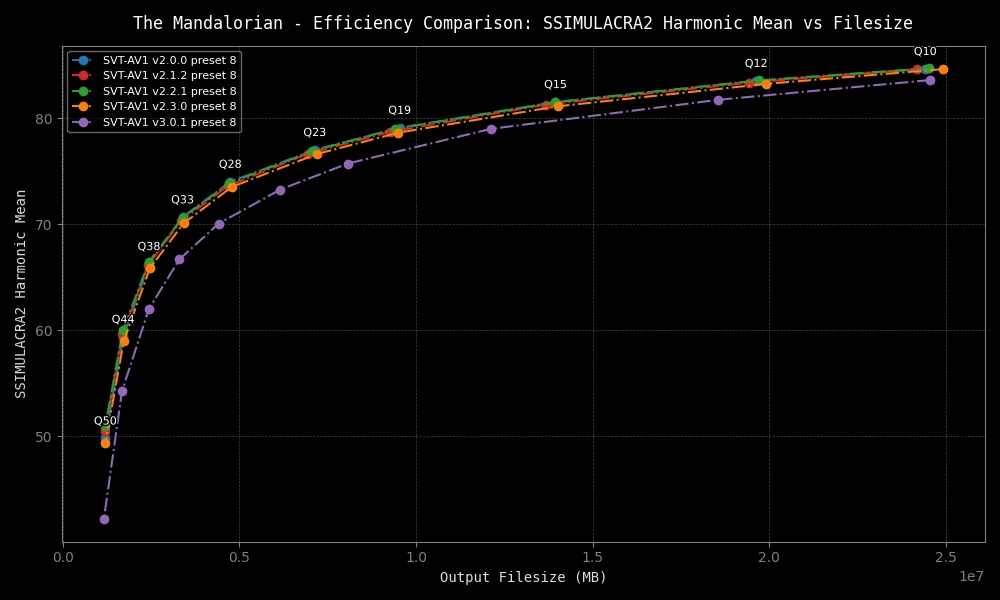 The Mandalorian - Efficiency Comparison: SSIMULACRA2 Harmonic Mean vs Filesize
SVT-AV1 v2.0.0 preset 8
SVT-AV1 v2.1.2 preset 8
SVT-AV1 v2.2.1 preset 8
SVT-AV1 v2.3.0 preset 8
SVT-AV1 v3.0.1 preset 8
Q10
Q12
Q15
Q19
Q23
Q28
Q33
Q38
Q44
Q50
80
70
60
50
SSIMULACRA2 Harmonic Mean
0.0 0.5 1.0 1.5 2.0 2.5
1e7
Output Filesize (MB)